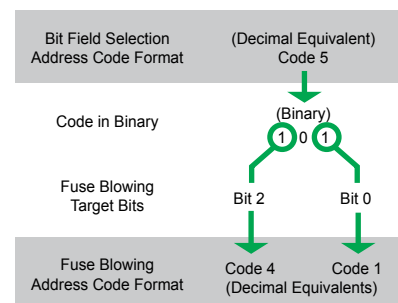 Bit Field Selection
Address Code Format
(Decimal Equivalent)
Code 5
Code in Binary
(Binary)
1 0 1
Fuse Blowing
Target Bits
Bit 2
Bit 0
Fuse Blowing
Address Code Format
Code 4
Code 1
(Decimal Equivalents)